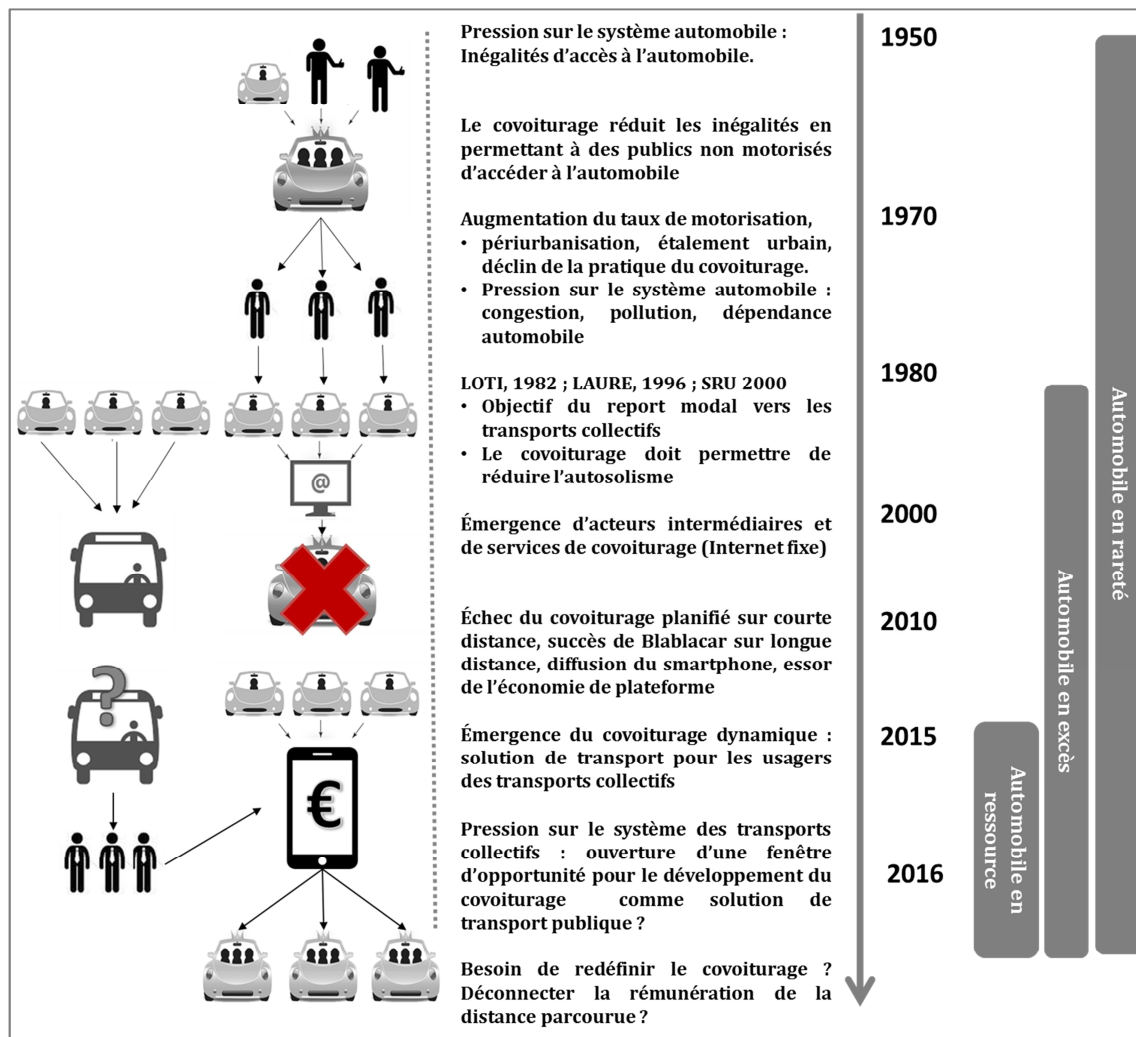 Pression sur le système automobile :
Inégalités d'accès à l'automobile.
1950
Le covoiturage réduit les inégalités en
permettant à des publics non motorisés
d'accéder à l'automobile
1970
Augmentation du taux de motorisation,
• périurbanisation, étalement urbain,
déclin de la pratique du covoiturage.
• Pression sur le système automobile :
congestion, pollution, dépendance
automobile
1980
LOTI, 1982 ; LAURE, 1996 ; SRU 2000
• Objectif du report modal vers les
transports collectifs
• Le covoiturage doit permettre de
réduire l'autosolisme
@
2000
Émergence d'acteurs intermédiaires et
de services de covoiturage (Internet fixe)
2010
Échec du covoiturage planifié sur courte
distance, succès de Blablacar sur longue
distance, diffusion du smartphone, essor
de l'économie de plateforme
?
2015
Émergence du covoiturage dynamique :
solution de transport pour les usagers
des transports collectifs
€
Pression sur le système des transports
collectifs : ouverture d'une fenêtre
d'opportunité pour le développement du
covoiturage comme solution de
transport publique ?
2016
Besoin de redéfinir le covoiturage ?
Déconnecter la rémunération de la
distance parcourue ?
Automobile en
ressource
Automobile en excès
Automobile en rareté